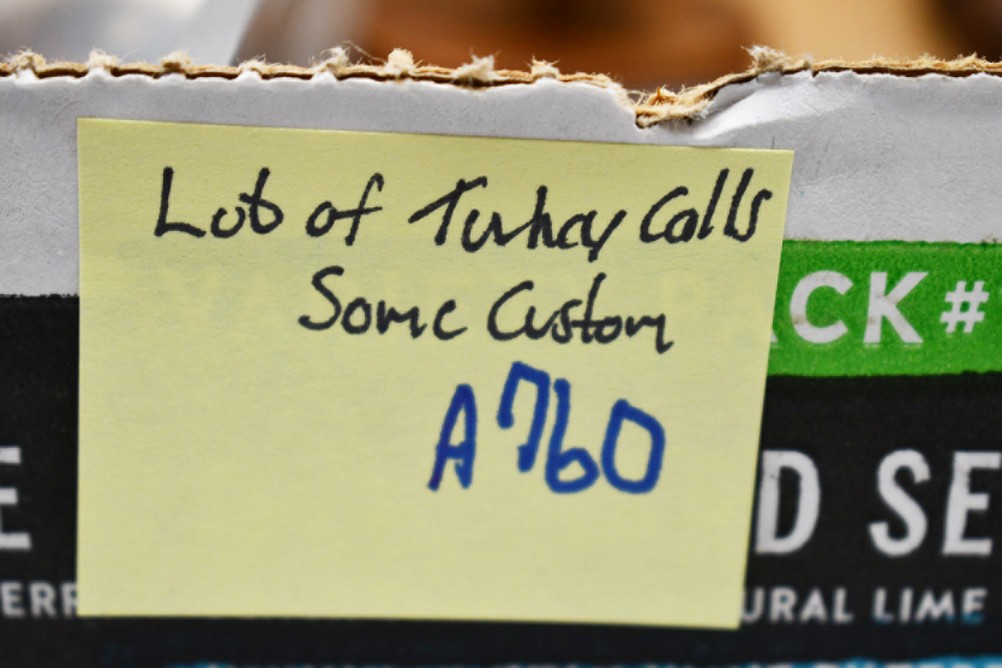 Lot of Turkey Calls
Some Custom
A760
ACK #
E
D SE
ERR
URAL LIME